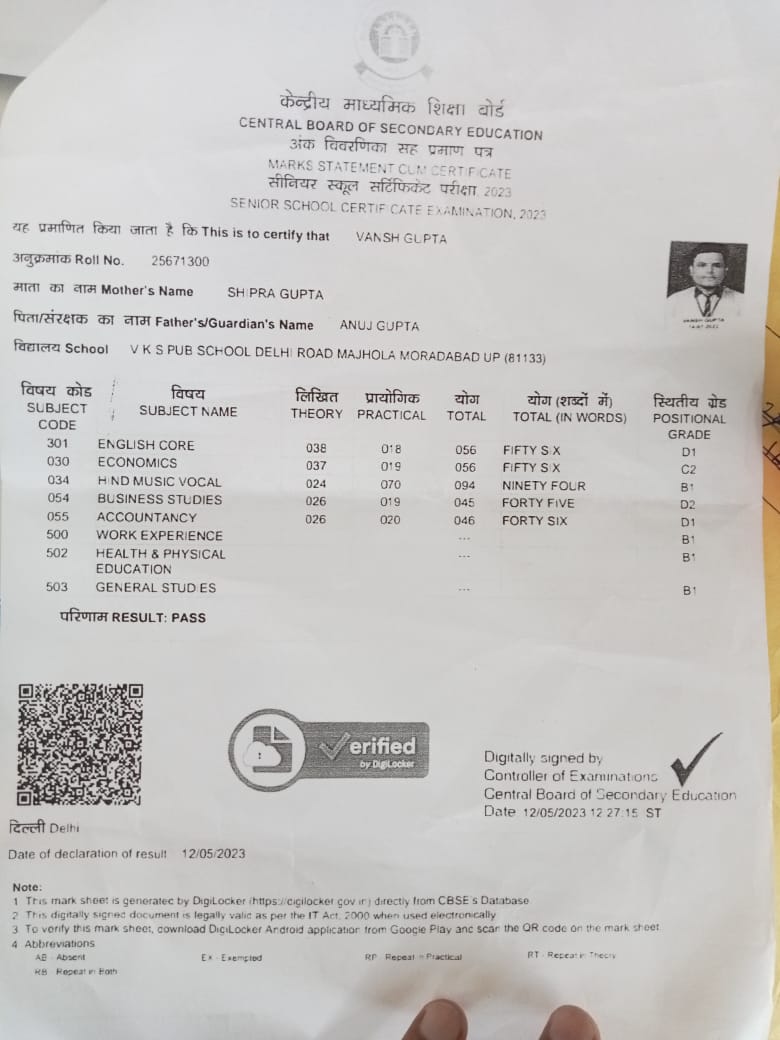 केन्द्रीय माध्यमिक शिक्षा बोर्ड
CENTRAL BOARD OF SECONDARY EDUCATION
अंक विवरणिका सह प्रमाण पत्र
MARKS STATEMENT CUM CERTIFICATE
सीनियर स्कूल सर्टिफिकेट परीक्षा, 2023
SENIOR SCHOOL CERTIFICATE EXAMINATION, 2023
यह प्रमाणित किया जाता है कि This is to certify that VANSH GUPTA
अनुक्रमांक Roll No. 25671300
माता का नाम Mother's Name SHIPRA GUPTA
पिता/संरक्षक का नाम Father's/Guardian's Name ANUJ GUPTA
विद्यालय School V K S PUB SCHOOL DELHI ROAD MAJHOLA MORADABAD UP (81133)
VANSH GUPTA
विषय कोड विषय लिखित प्रायोगिक योग योग (शब्दों में) स्थितीय ग्रेड
SUBJECT CODE SUBJECT NAME THEORY PRACTICAL TOTAL TOTAL (IN WORDS) POSITIONAL GRADE
301 ENGLISH CORE 038 018 056 FIFTY SIX D1
030 ECONOMICS 037 019 056 FIFTY SIX C2
034 HIND MUSIC VOCAL 024 070 094 NINETY FOUR B1
054 BUSINESS STUDIES 026 019 045 FORTY FIVE D2
055 ACCOUNTANCY 026 020 046 FORTY SIX D1
500 WORK EXPERIENCE --- B1
502 HEALTH & PHYSICAL --- B1
EDUCATION
503 GENERAL STUDIES --- B1
परिणाम RESULT: PASS
Verified
by DigiLocker
Digitally signed by
Controller of Examinations
Central Board of Secondary Education
Date 12/05/2023 12:27:15 IST
दिल्ली Delhi
Date of declaration of result 12/05/2023
Note:
1 This mark sheet is generated by DigiLocker (https://digilocker.gov.in) directly from CBSE's Database
2 This digitally signed document is legally valid as per the IT Act, 2000 when used electronically
3 To verify this mark sheet, download DigiLocker Android application from Google Play and scan the QR code on the mark sheet
4 Abbreviations
AB - Absent EX - Exempted RP - Repeat in Practical RT - Repeat in Theory
RB - Repeat in Both